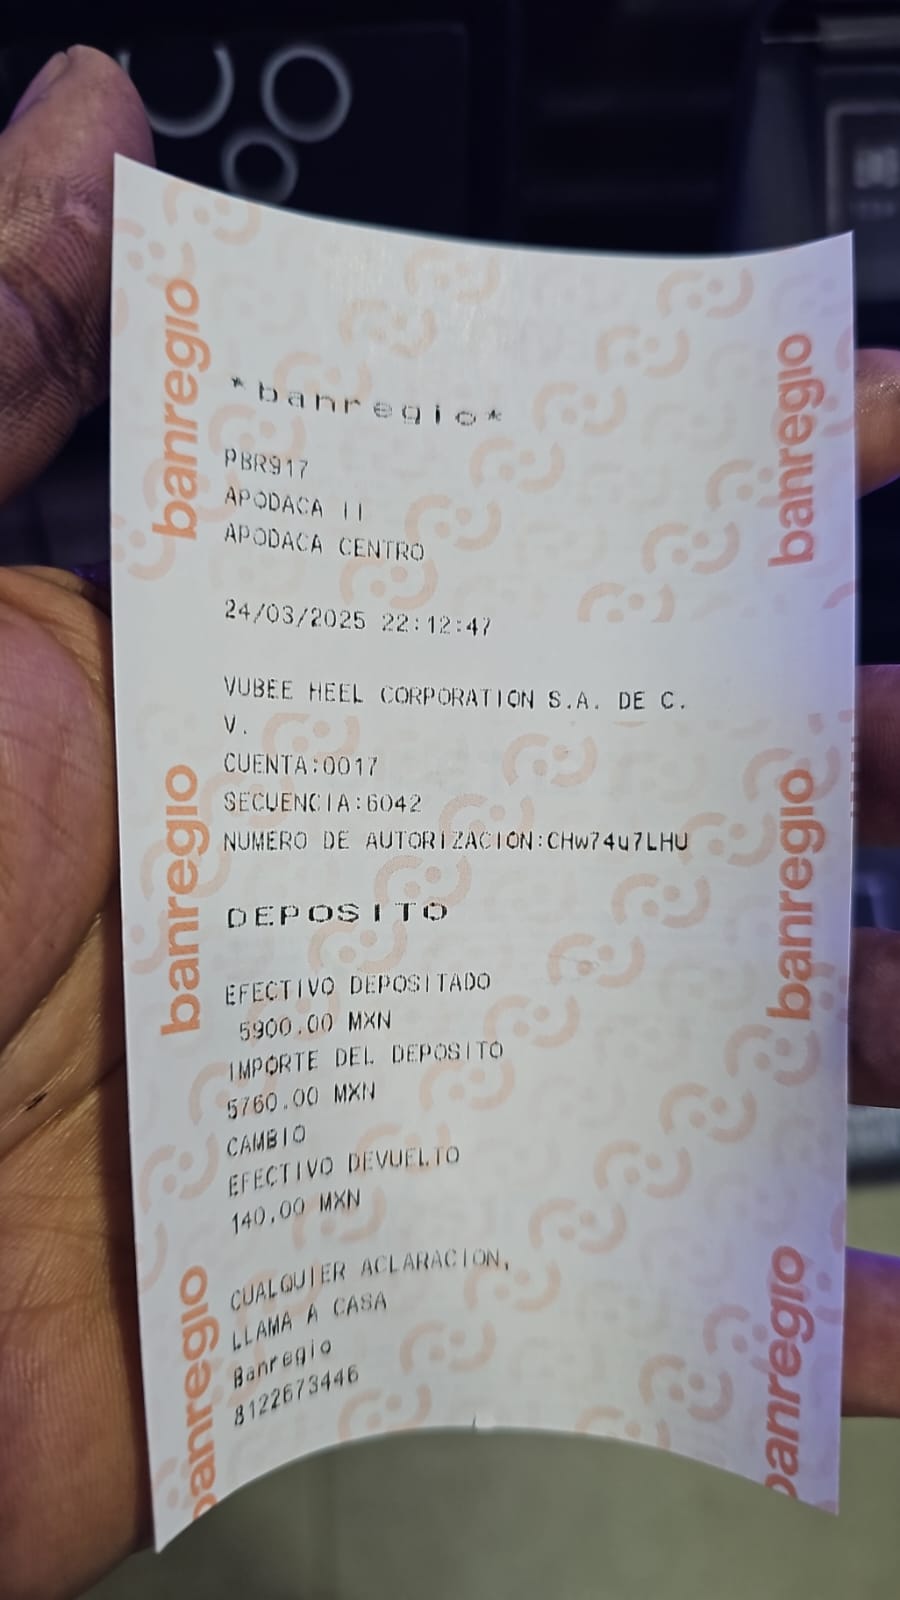 *banregio*
PBR917
APODACA II
APODACA CENTRO
24/03/2025 22:12:47
VUBEE HEEL CORPORATION S.A. DE C.
V.
CUENTA:0017
SECUENCIA:6042
NUMERO DE AUTORIZACION:CHw74u7LHU
DEPOSITO
EFECTIVO DEPOSITADO
5900.00 MXN
IMPORTE DEL DEPOSITO
5760.00 MXN
CAMBIO
EFECTIVO DEVUELTO
140.00 MXN
CUALQUIER ACLARACION,
LLAMA A CASA
Banregio
8122673446
banregio
banregio
banregio
banregio
banregio
banregio